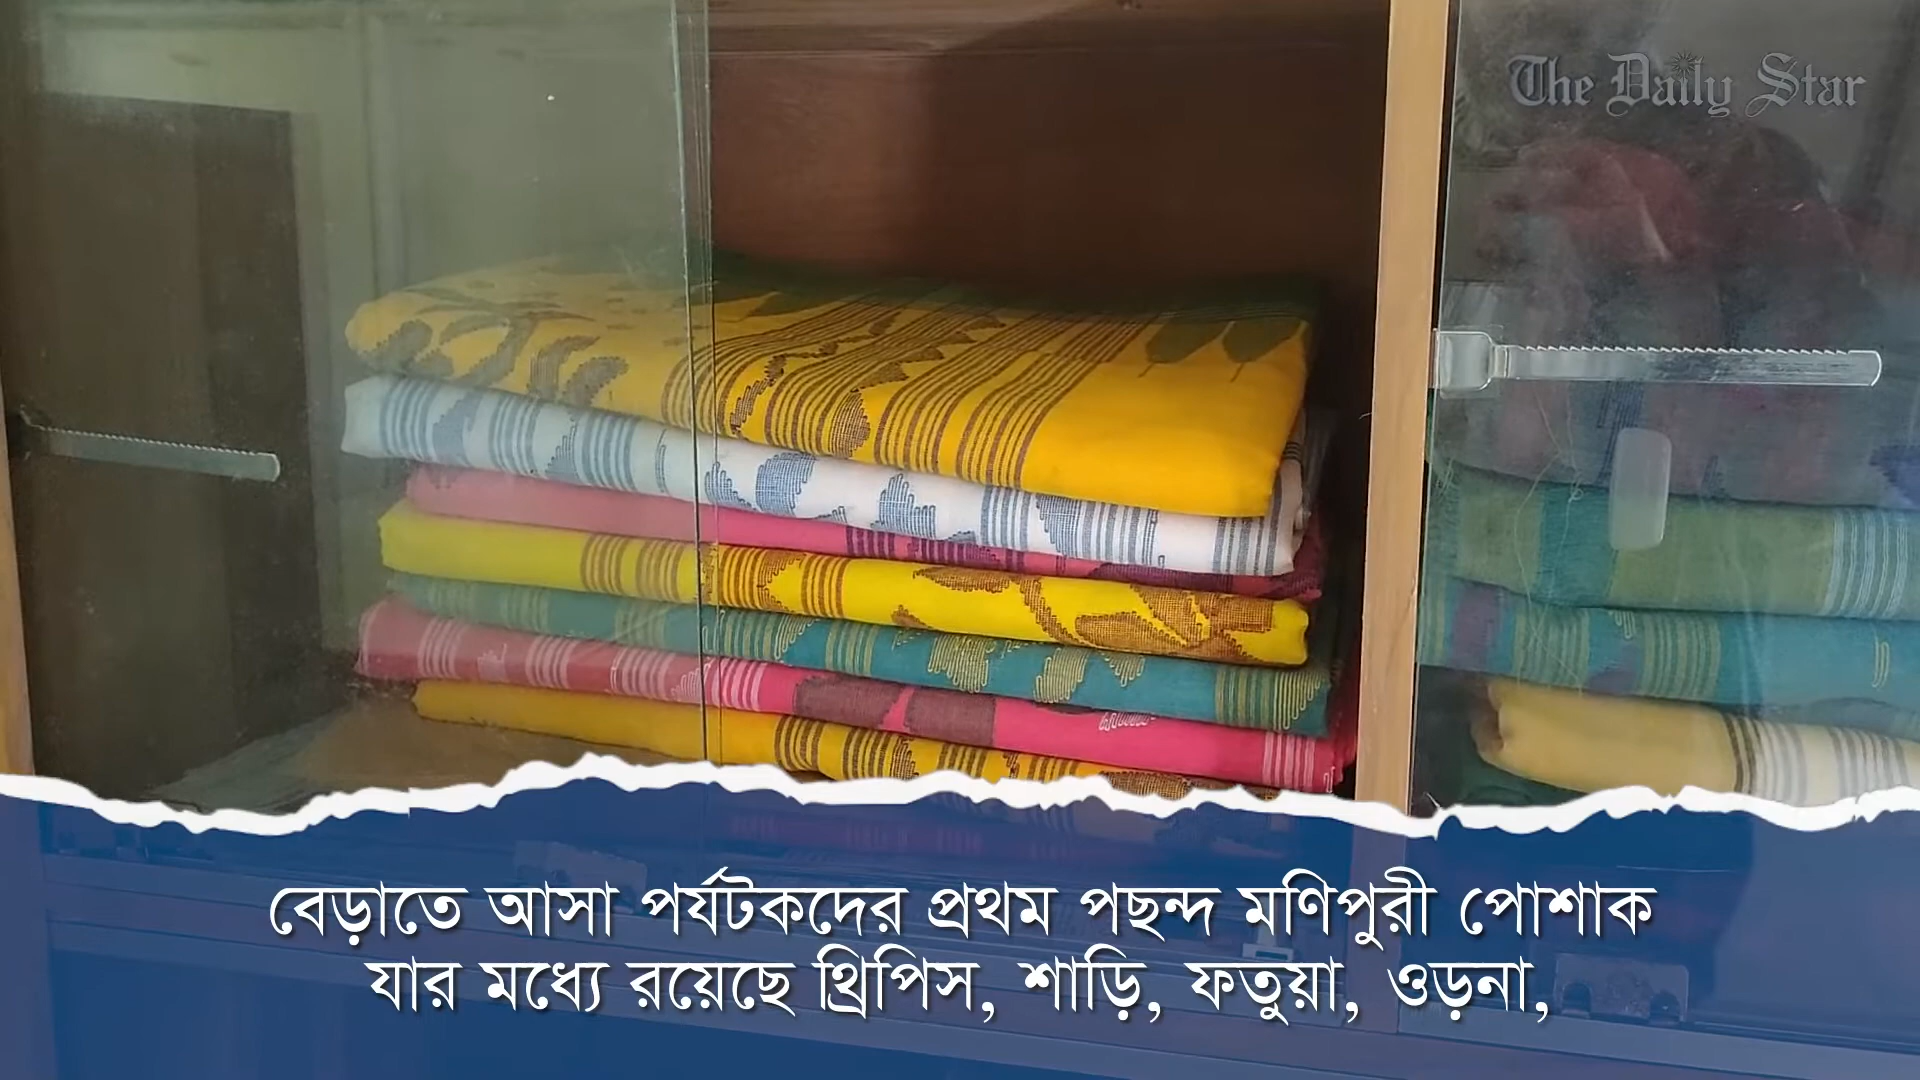 The Daily Star
বেড়াতে আসা পর্যটকদের প্রথম পছন্দ মণিপুরী পোশাক
যার মধ্যে রয়েছে থ্রিপিস, শাড়ি, ফতুয়া, ওড়না,